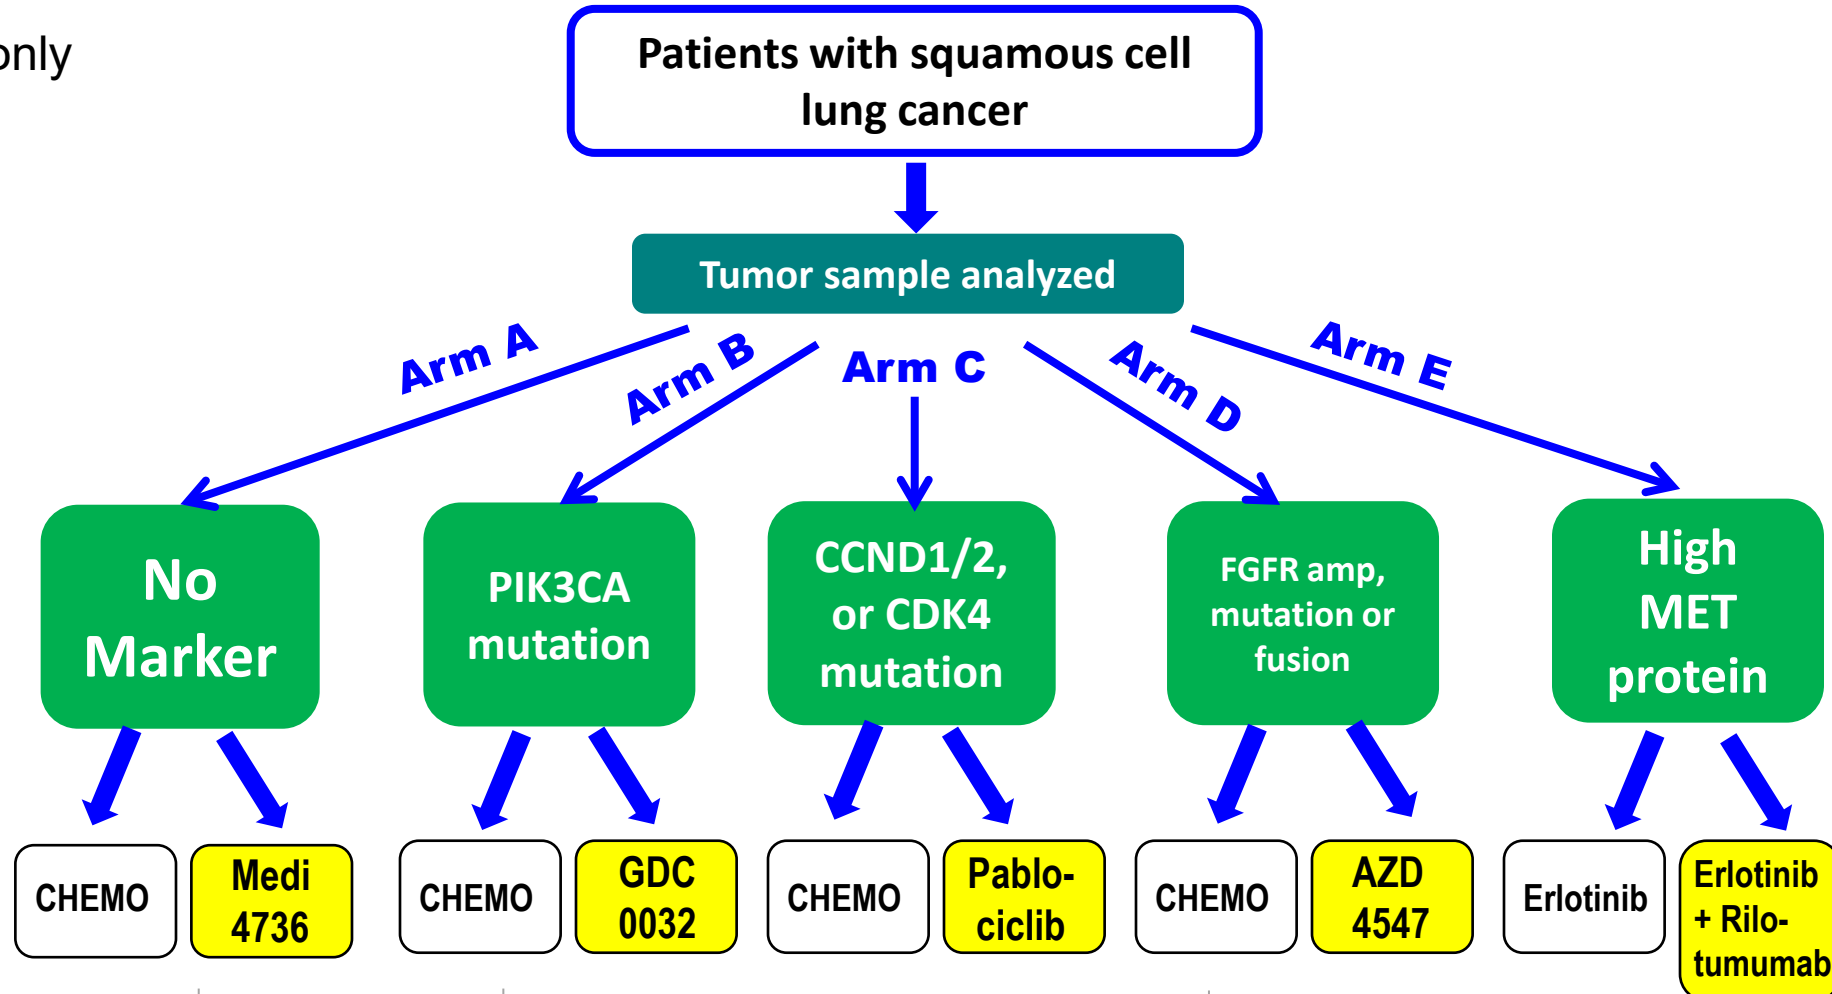 only
Patients with squamous cell
lung cancer
Tumor sample analyzed
Arm A
Arm B
Arm C
Arm D
Arm E
No
Marker
PIK3CA
mutation
CCND1/2,
or CDK4
mutation
FGFR amp,
mutation or
fusion
High
MET
protein
CHEMO
Medi
4736
CHEMO
GDC
0032
CHEMO
Pablo-
ciclib
CHEMO
AZD
4547
Erlotinib
Erlotinib
+ Rilo-
tumumab